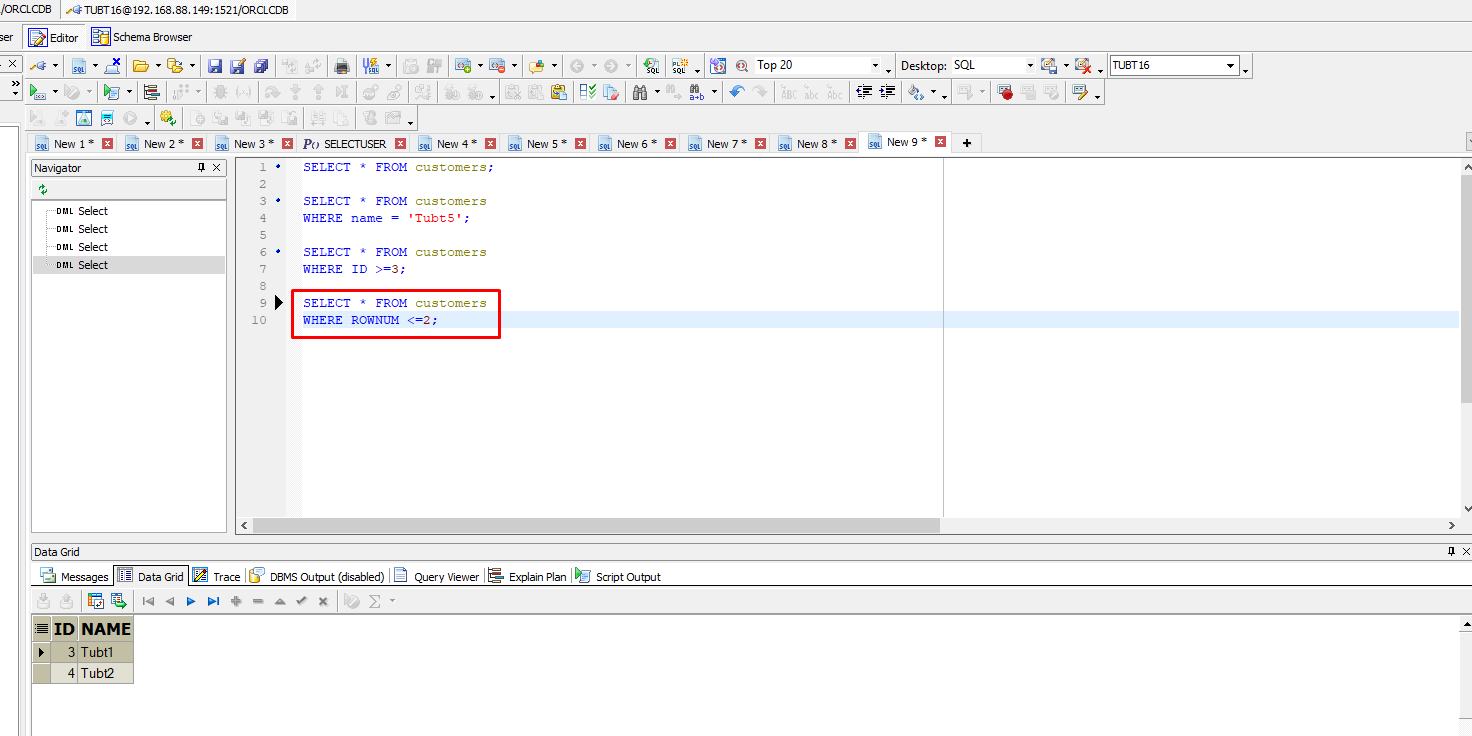 /ORCLCDB TUBT16@192.168.88.149:1521/ORCLCDB
ser Editor Schema Browser
SQL Top 20 Desktop: SQL TUBT16
New 1 * New 2 * New 3 * P() SELECTUSER New 4 * New 5 * New 6 * New 7 * New 8 * New 9 *
Navigator
DML Select
DML Select
DML Select
DML Select
1 SELECT * FROM customers;
2
3 SELECT * FROM customers
4 WHERE name = 'Tubt5';
5
6 SELECT * FROM customers
7 WHERE ID >=3;
8
9 SELECT * FROM customers
10 WHERE ROWNUM <=2;
Data Grid
Messages Data Grid Trace DBMS Output (disabled) Query Viewer Explain Plan Script Output
ID NAME
3 Tubt1
4 Tubt2